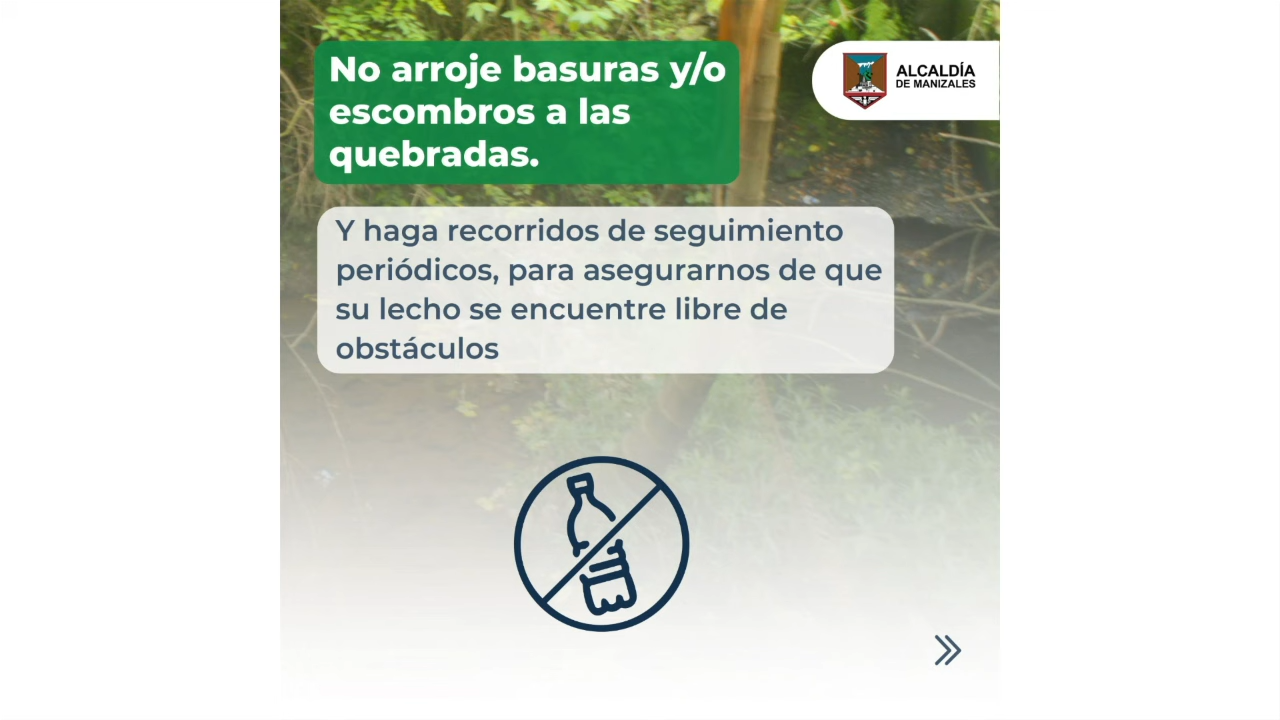 No arroje basuras y/o
escombros a las
quebradas.
ALCALDÍA
DE MANIZALES
Y haga recorridos de seguimiento
periódicos, para asegurarnos de que
su lecho se encuentre libre de
obstáculos